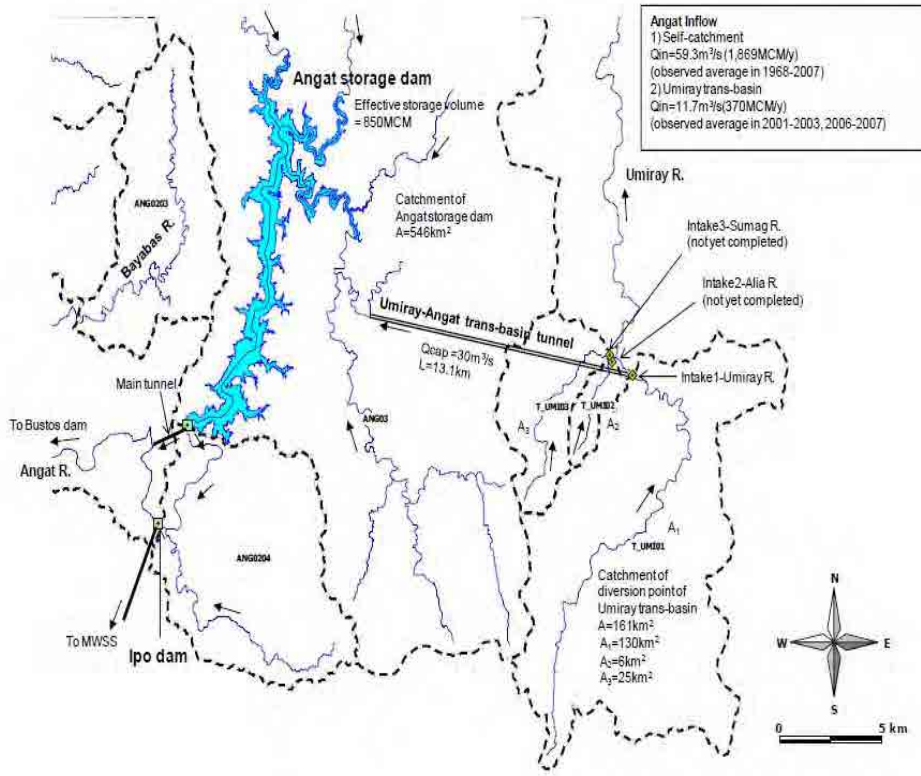 Angat Inflow
1) Self-catchment
Qin=59.3m³/s (1,869MCM/y)
(observed average in 1968-2007)
2) Umiray trans-basin
Qin=11.7m³/s(370MCM/y)
(observed average in 2001-2003, 2006-2007)
Angat storage dam
Effective storage volume
= 850MCM
ANG0203
Bayabas R.
Catchment of
Angat storage dam
A=546km²
Umiray R.
Intake3-Sumag R.
(not yet completed)
Intake2-Alia R.
(not yet completed)
Umiray-Angat trans-basin tunnel
Qcap =30m³/s
L=13.1km
Intake1-Umiray R.
Main tunnel
T_UMI03
T_UMI02
A₃
A₂
To Bustos dam
Angat R.
ANG03
ANG0204
A₁
T_UMI01
Catchment of
diversion point of
Umiray trans-basin
A=161km²
A₁=130km²
A₂=6km²
A₃=25km²
To MWSS
Ipo dam
N
W
E
S
0
5 km